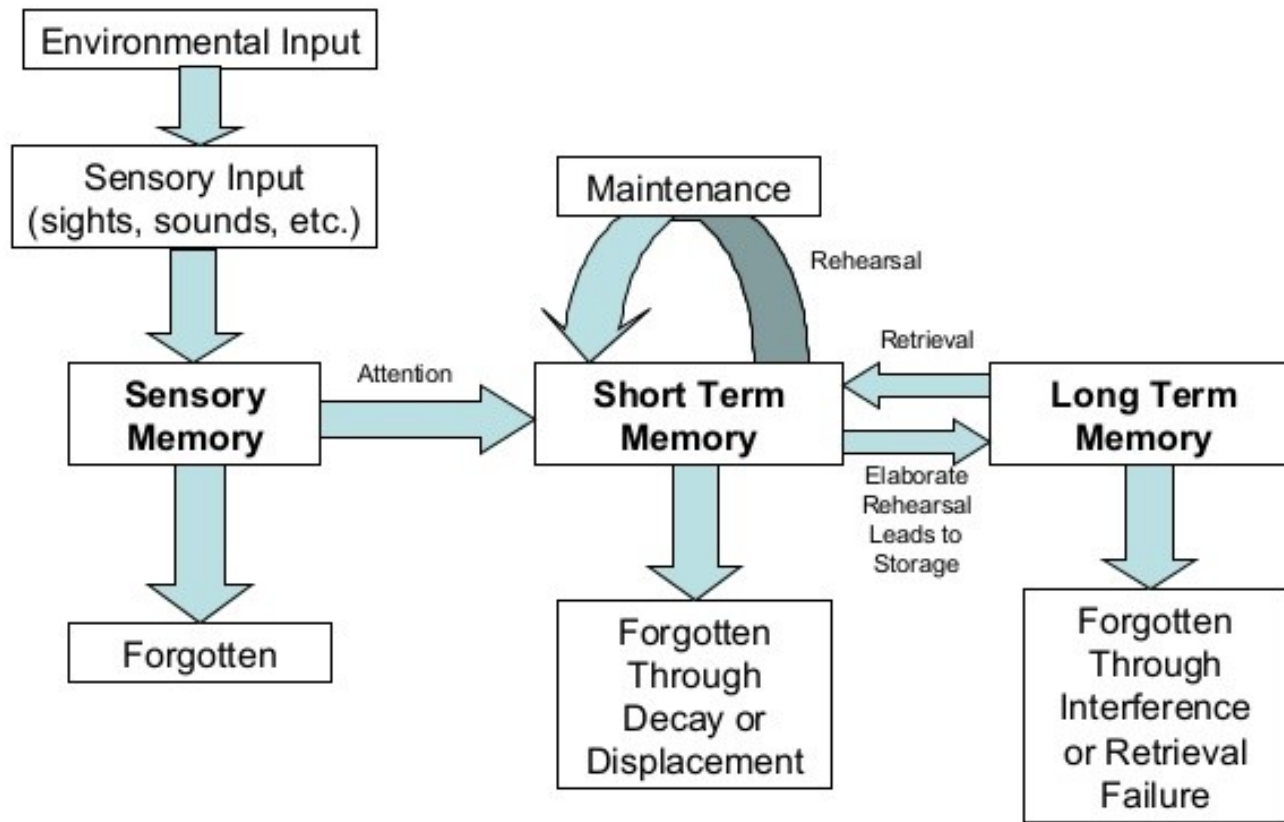 Environmental Input
Sensory Input
(sights, sounds, etc.)
Maintenance
Rehearsal
Sensory
Memory
Attention
Short Term
Memory
Retrieval
Long Term
Memory
Elaborate
Rehearsal
Leads to
Storage
Forgotten
Forgotten
Through
Decay or
Displacement
Forgotten
Through
Interference
or Retrieval
Failure